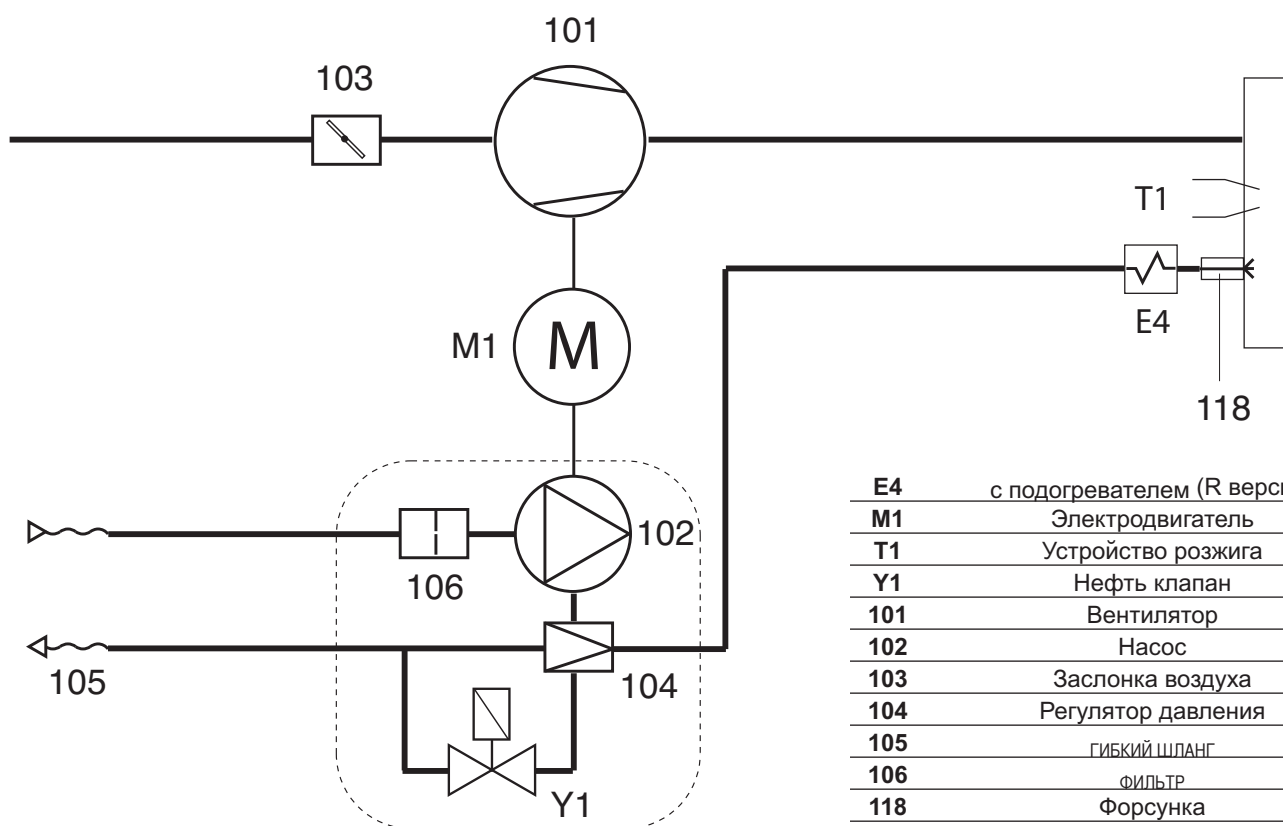 101
103
T1
M1
M
E4
118
102
106
105
104
Y1
E4 с подогревателем (R верси
M1 Электродвигатель
T1 Устройство розжига
Y1 Нефть клапан
101 Вентилятор
102 Насос
103 Заслонка воздуха
104 Регулятор давления
105 ГИБКИЙ ШЛАНГ
106 ФИЛЬТР
118 Форсунка